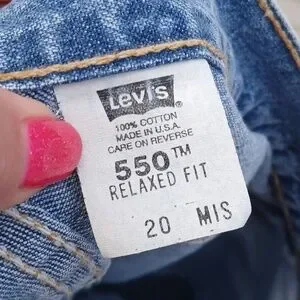 Levi's
100% COTTON
MADE IN U.S.A.
CARE ON REVERSE
550™
RELAXED FIT
20 MIS